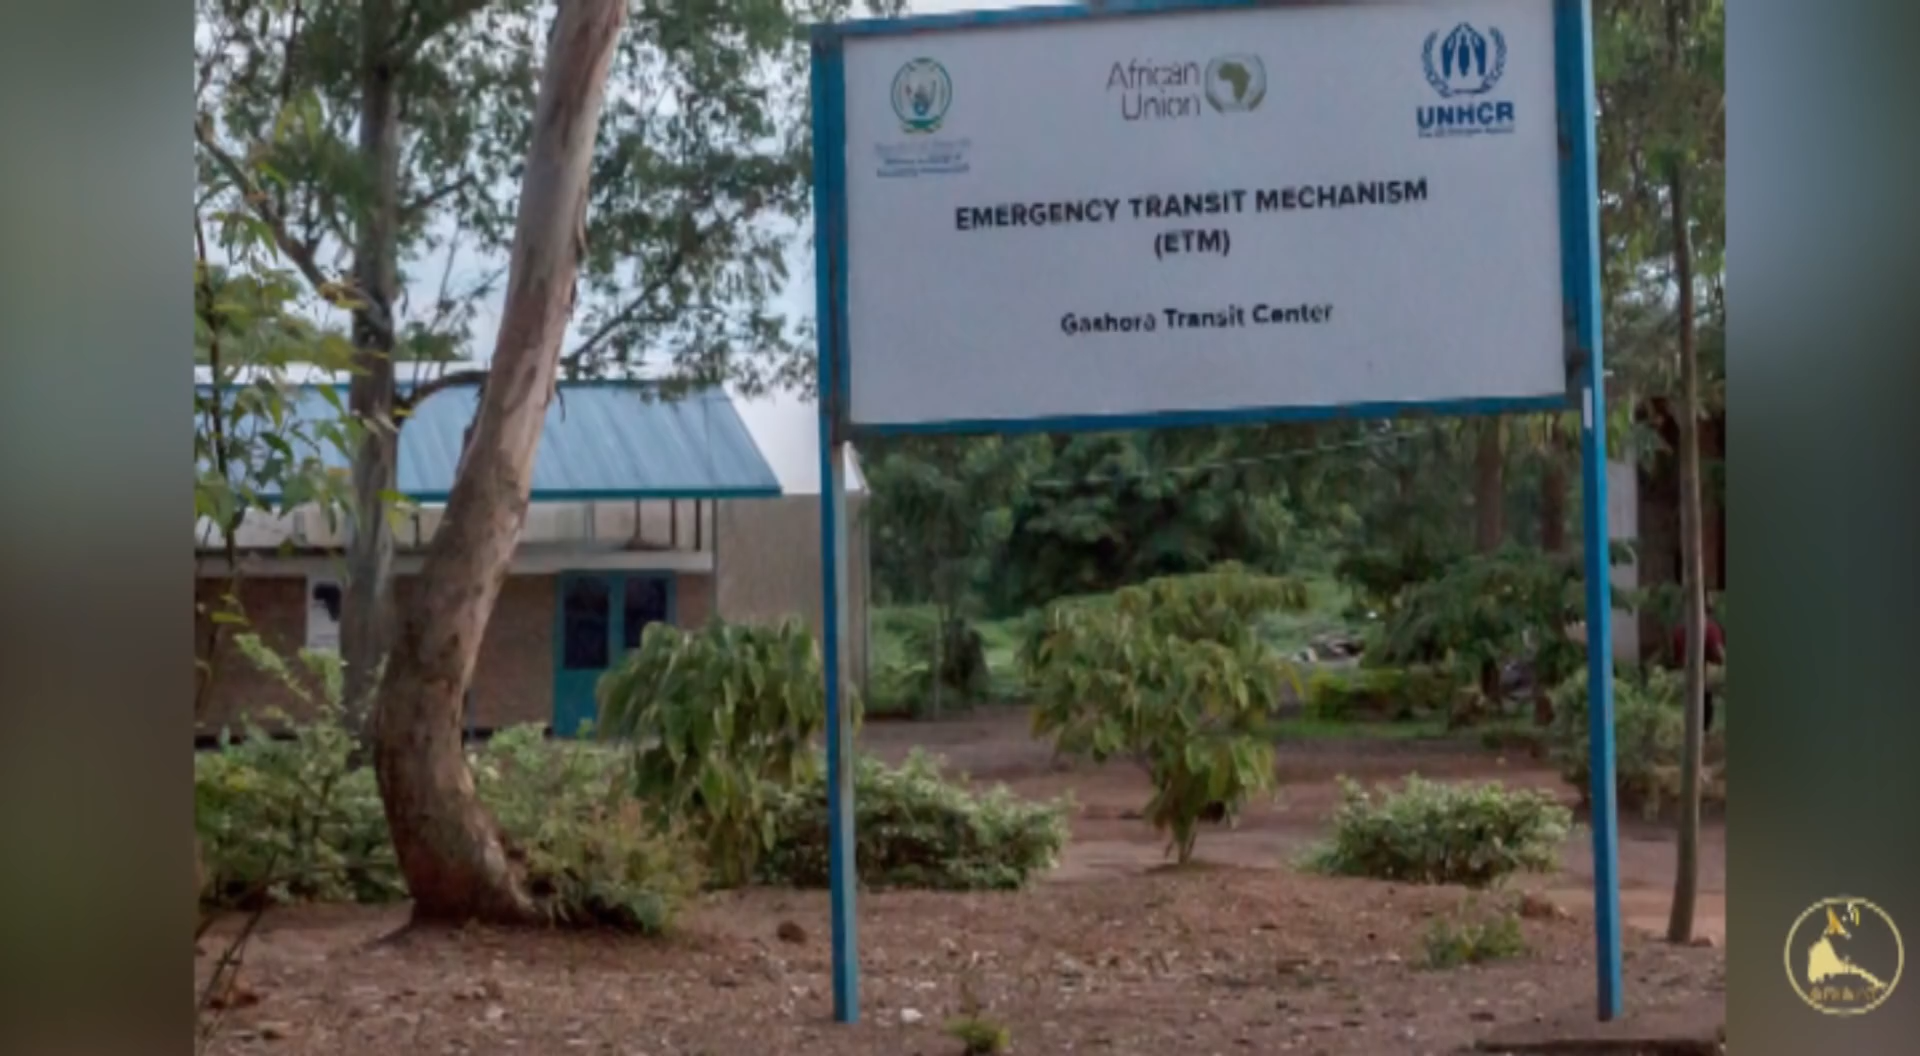 African
Union
UNHCR
EMERGENCY TRANSIT MECHANISM
(ETM)
Gashora Transit Center